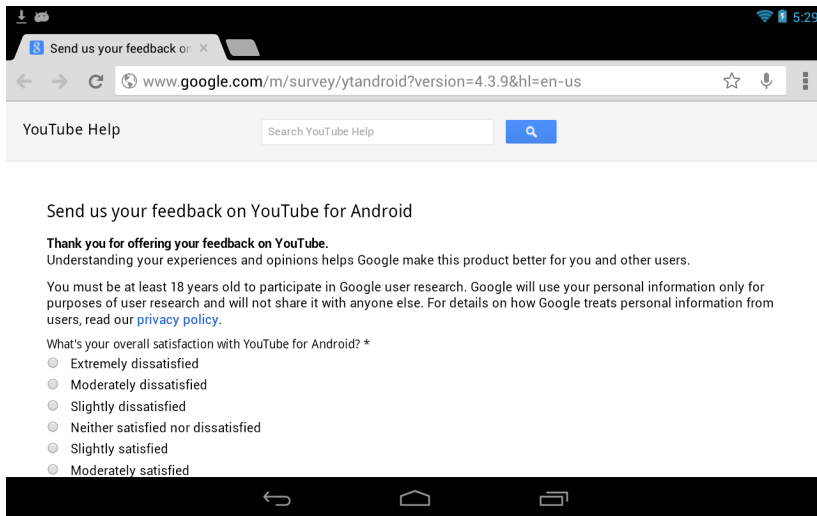 5:29
8 Send us your feedback on
www.google.com/m/survey/ytandroid?version=4.3.9&hl=en-us
YouTube Help
Search YouTube Help
Send us your feedback on YouTube for Android
Thank you for offering your feedback on YouTube.
Understanding your experiences and opinions helps Google make this product better for you and other users.
You must be at least 18 years old to participate in Google user research. Google will use your personal information only for
purposes of user research and will not share it with anyone else. For details on how Google treats personal information from
users, read our privacy policy.
What's your overall satisfaction with YouTube for Android? *
Extremely dissatisfied
Moderately dissatisfied
Slightly dissatisfied
Neither satisfied nor dissatisfied
Slightly satisfied
Moderately satisfied